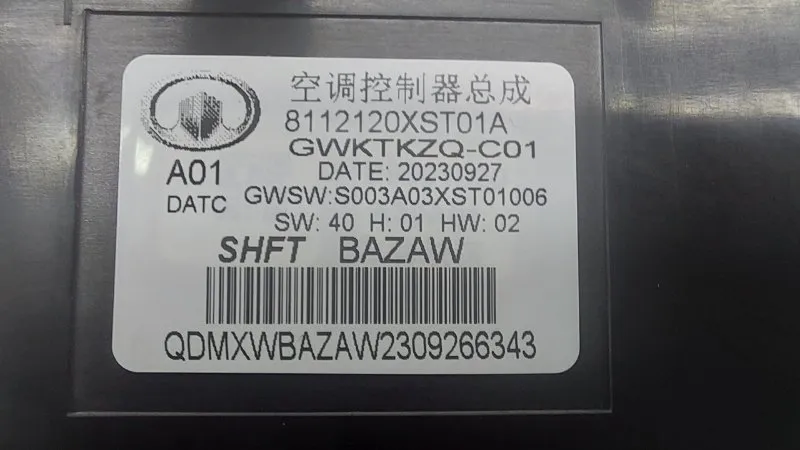 空调控制器总成
8112120XST01A
GWKTKZQ-C01
A01
DATE: 20230927
DATC
GWSW:S003A03XST01006
SW: 40 H: 01 HW: 02
SHFT BAZAW
QDMXWBAZAW2309266343